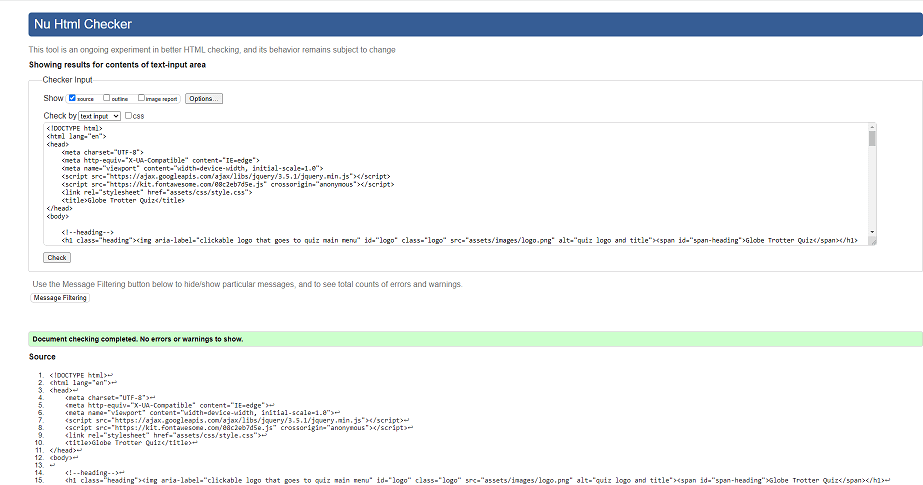 Nu Html Checker
This tool is an ongoing experiment in better HTML checking, and its behavior remains subject to change
Showing results for contents of text-input area
Checker Input
Show source outline image report Options...
Check by text input css
<!DOCTYPE html>
<html lang="en">
<head>
    <meta charset="UTF-8">
    <meta http-equiv="X-UA-Compatible" content="IE=edge">
    <meta name="viewport" content="width=device-width, initial-scale=1.0">
    <script src="https://ajax.googleapis.com/ajax/libs/jquery/3.5.1/jquery.min.js"></script>
    <script src="https://kit.fontawesome.com/08c2eb7d5e.js" crossorigin="anonymous"></script>
    <link rel="stylesheet" href="assets/css/style.css">
    <title>Globe Trotter Quiz</title>
</head>
<body>
    <!--heading-->
    <h1 class="heading"><img aria-label="clickable logo that goes to quiz main menu" id="logo" class="logo" src="assets/images/logo.png" alt="quiz logo and title"><span id="span-heading">Globe Trotter Quiz</span></h1>
Check
Use the Message Filtering button below to hide/show particular messages, and to see total counts of errors and warnings.
Message Filtering
Document checking completed. No errors or warnings to show.
Source
1. <!DOCTYPE html>↩
2. <html lang="en">↩
3. <head>↩
4.     <meta charset="UTF-8">↩
5.     <meta http-equiv="X-UA-Compatible" content="IE=edge">↩
6.     <meta name="viewport" content="width=device-width, initial-scale=1.0">↩
7.     <script src="https://ajax.googleapis.com/ajax/libs/jquery/3.5.1/jquery.min.js"></script>↩
8.     <script src="https://kit.fontawesome.com/08c2eb7d5e.js" crossorigin="anonymous"></script>↩
9.     <link rel="stylesheet" href="assets/css/style.css">↩
10.     <title>Globe Trotter Quiz</title>↩
11. </head>↩
12. <body>↩
13. ↩
14.     <!--heading-->↩
15.     <h1 class="heading"><img aria-label="clickable logo that goes to quiz main menu" id="logo" class="logo" src="assets/images/logo.png" alt="quiz logo and title"><span id="span-heading">Globe Trotter Quiz</span></h1>↩